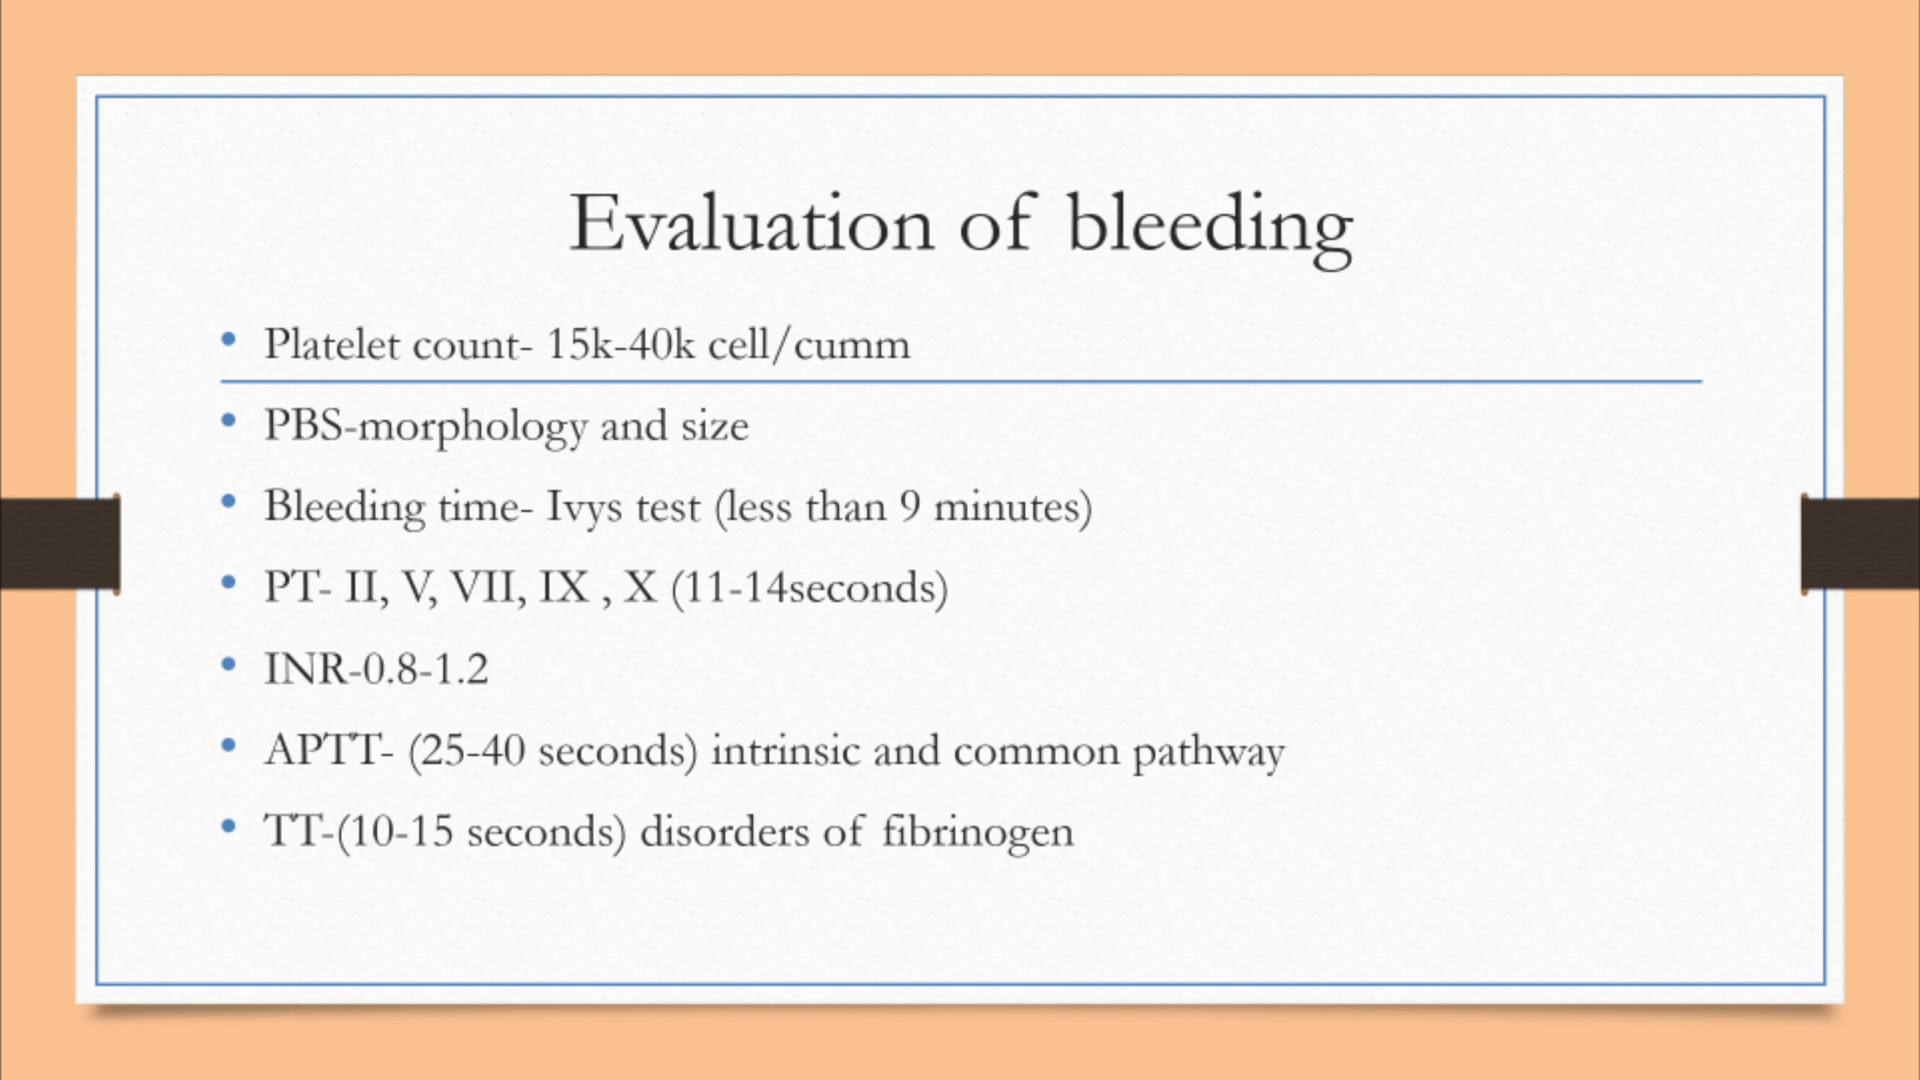 Evaluation of bleeding
Platelet count- 15k-40k cell/cumm
PBS-morphology and size
Bleeding time- Ivys test (less than 9 minutes)
PT- II, V, VII, IX , X (11-14seconds)
INR-0.8-1.2
APTT- (25-40 seconds) intrinsic and common pathway
TT-(10-15 seconds) disorders of fibrinogen